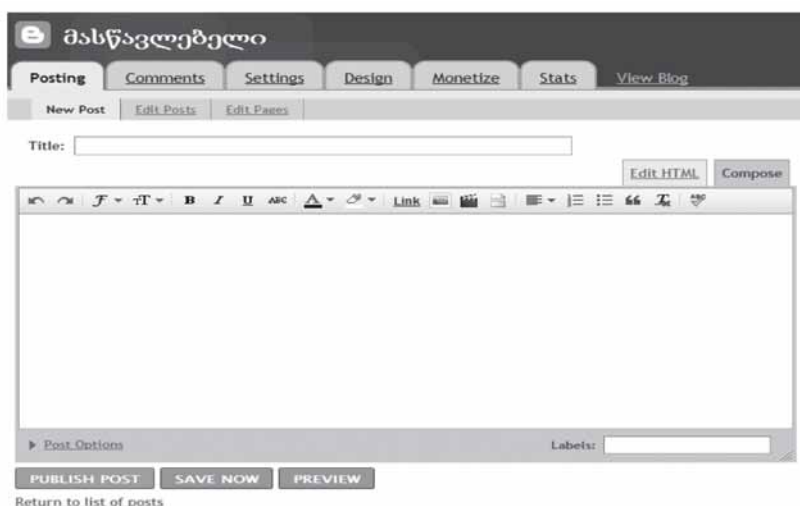 მასწავლებელი
Posting Comments Settings Design Monetize Stats View Blog
New Post Edit Posts Edit Pages
Title:
Edit HTML Compose
B I U ABC A Link
Post Options Labels:
PUBLISH POST SAVE NOW PREVIEW
Return to list of posts